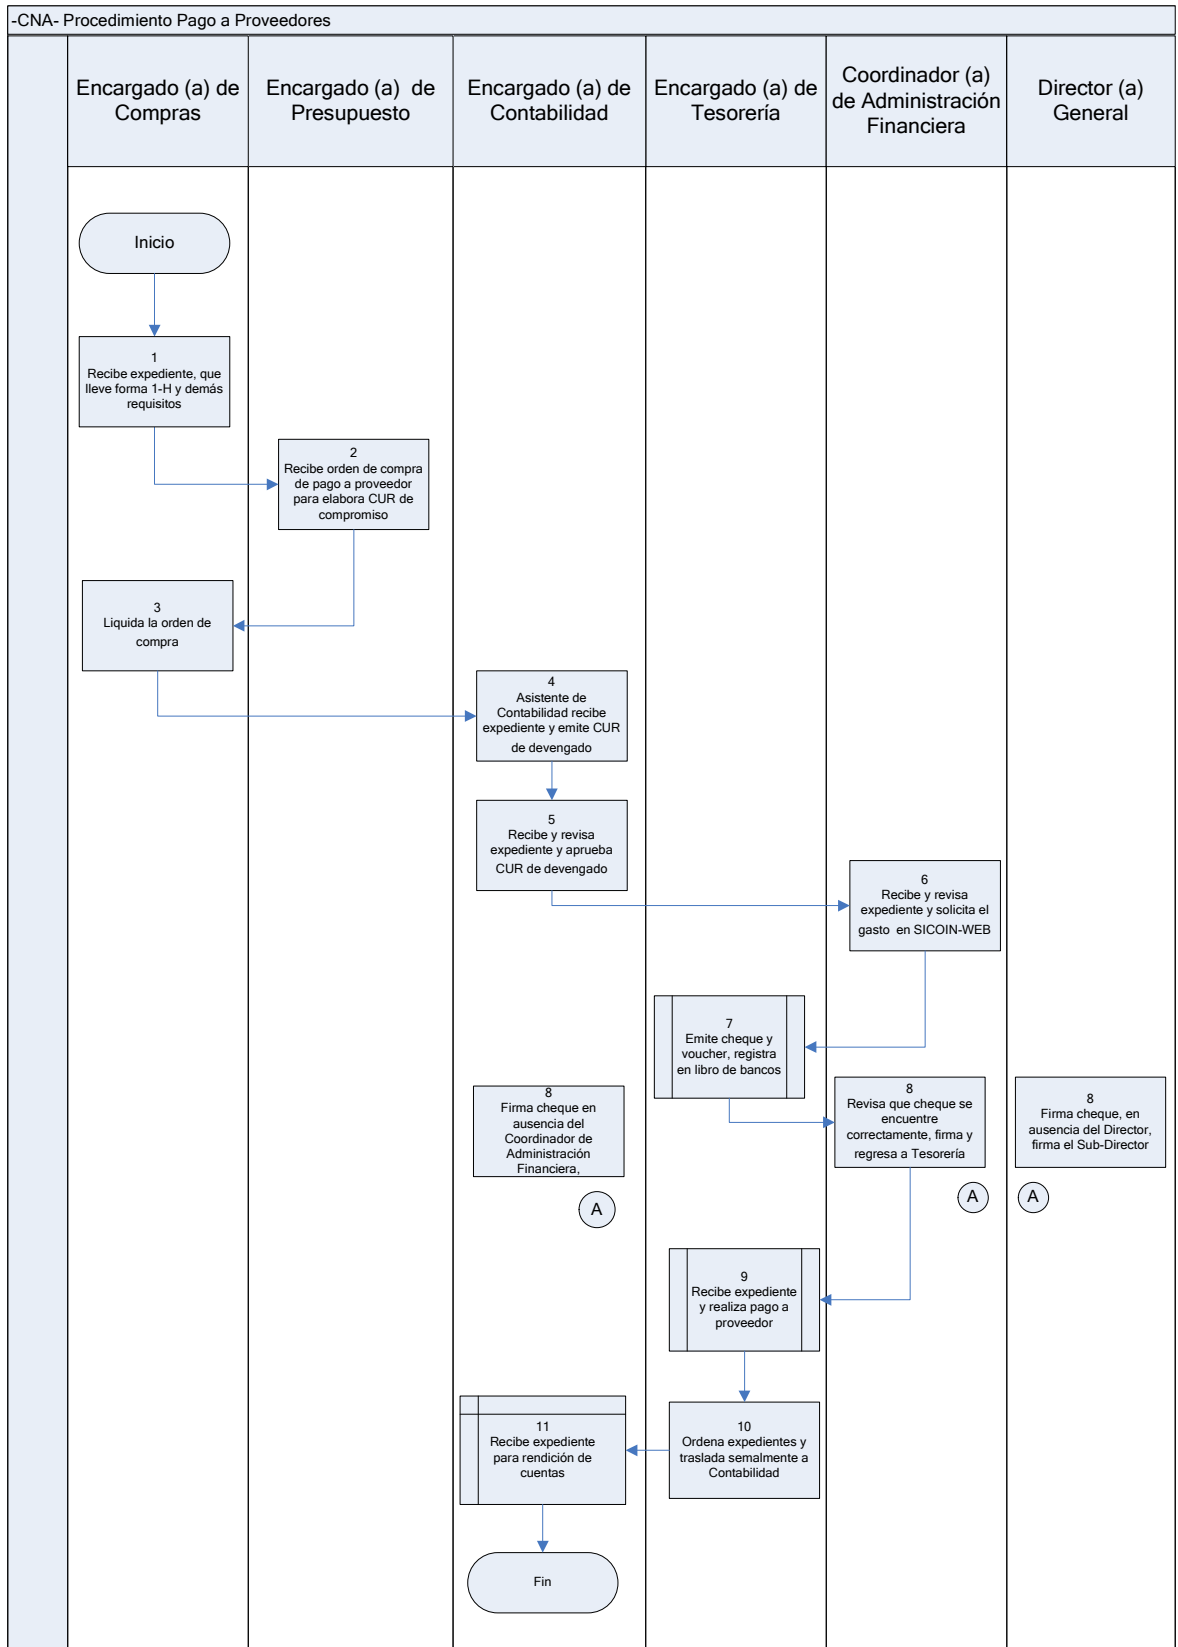 -CNA- Procedimiento Pago a Proveedores
Encargado (a) de
Compras
Encargado (a) de
Presupuesto
Encargado (a) de
Contabilidad
Encargado (a) de
Tesorería
Coordinador (a)
de Administración
Financiera
Director (a)
General
Inicio
1
Recibe expediente, que
lleve forma 1-H y demás
requisitos
2
Recibe orden de compra
de pago a proveedor
para elabora CUR de
compromiso
3
Liquida la orden de
compra
4
Asistente de
Contabilidad recibe
expediente y emite CUR
de devengado
5
Recibe y revisa
expediente y aprueba
CUR de devengado
6
Recibe y revisa
expediente y solicita el
gasto en SICOIN-WEB
7
Emite cheque y
voucher, registra
en libro de bancos
8
Firma cheque en
ausencia del
Coordinador de
Administración
Financiera,
A
8
Revisa que cheque se
encuentre
correctamente, firma y
regresa a Tesorería
A
8
Firma cheque, en
ausencia del Director,
firma el Sub-Director
A
9
Recibe expediente
y realiza pago a
proveedor
10
Ordena expedientes y
traslada semalmente a
Contabilidad
11
Recibe expediente
para rendición de
cuentas
Fin